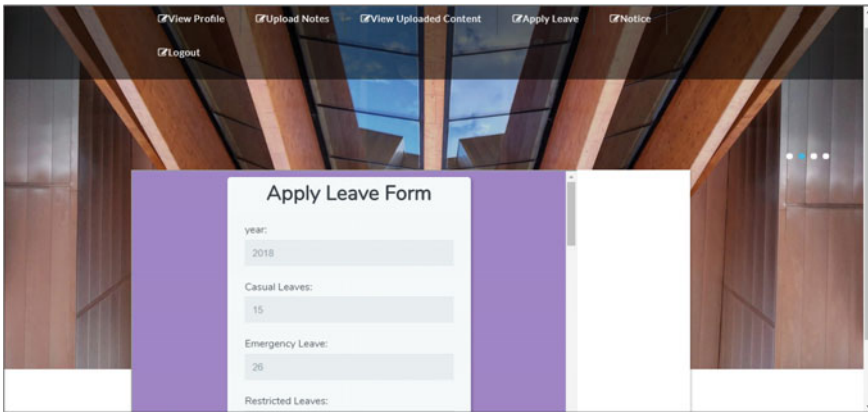 View Profile Upload Notes View Uploaded Content Apply Leave Notice
Logout
Apply Leave Form
year:
2018
Casual Leaves:
15
Emergency Leave:
26
Restricted Leaves: